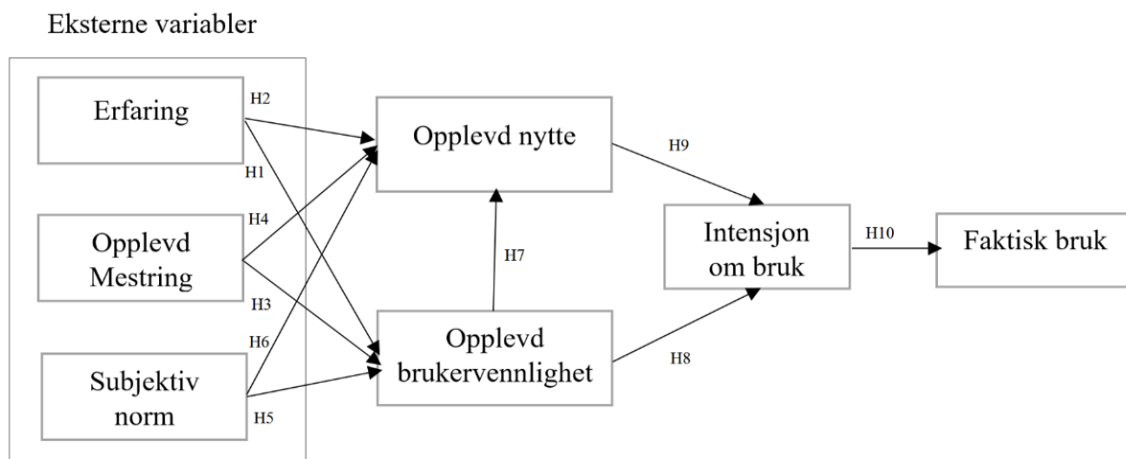 Eksterne variabler
Erfaring
H2
H1
Opplevd
Mestring
H4
H3
Subjektiv
norm
H6
H5
Opplevd nytte
H7
Opplevd
brukervennlighet
H9
H8
Intensjon
om bruk
H10
Faktisk bruk